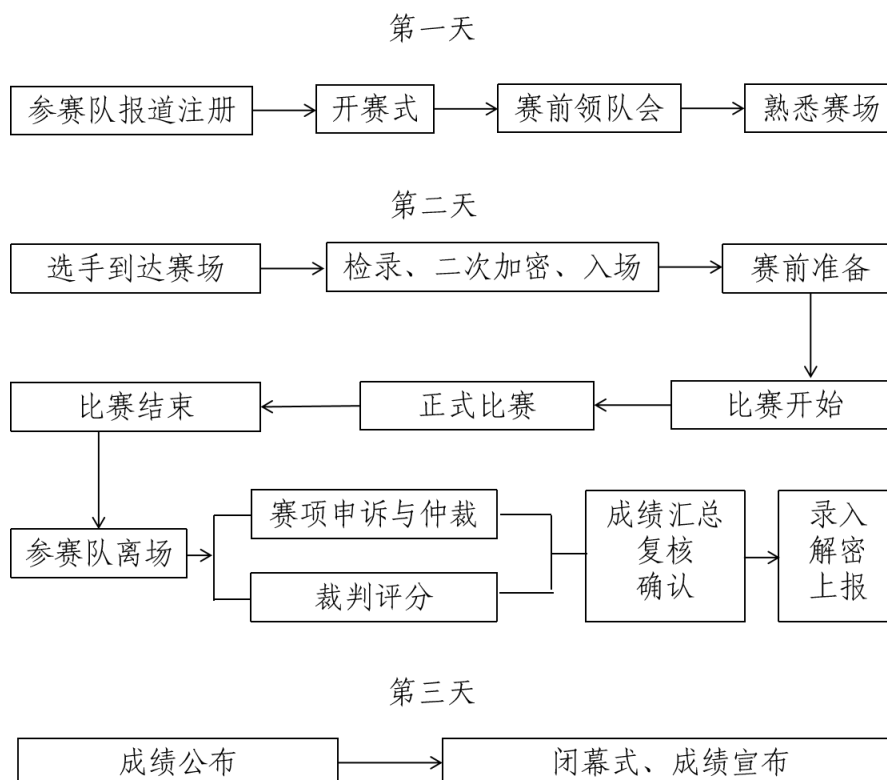 第一天
参赛队报道注册
开赛式
赛前领队会
熟悉赛场
第二天
选手到达赛场
检录、二次加密、入场
赛前准备
比赛结束
正式比赛
比赛开始
参赛队离场
赛项申诉与仲裁
裁判评分
成绩汇总
复核
确认
录入
解密
上报
第三天
成绩公布
闭幕式、成绩宣布